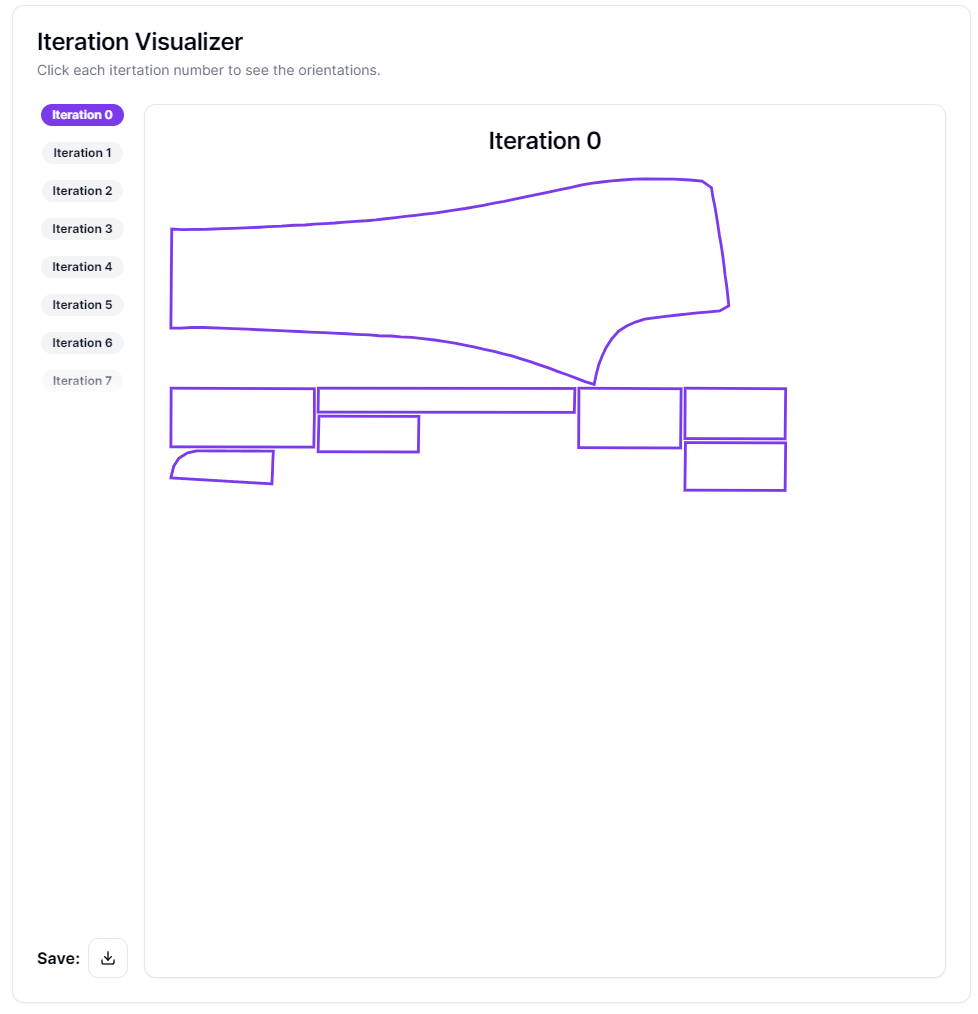 Iteration Visualizer
Click each itertation number to see the orientations.
Iteration 0
Iteration 1
Iteration 2
Iteration 3
Iteration 4
Iteration 5
Iteration 6
Iteration 7
Iteration 0
Save: